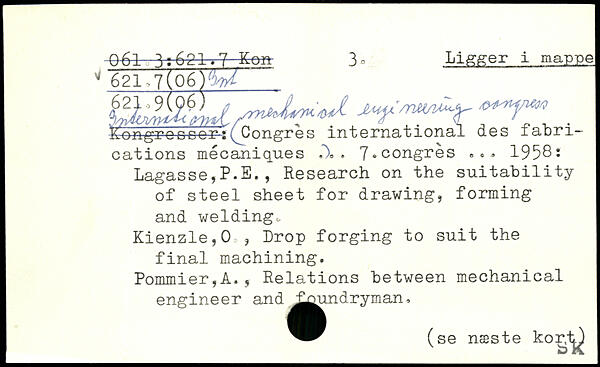 061.3:621.7 Kon 3. Ligger i mappe
621.7(06) Int
621.9(06)
International mechanical engineering congress
Kongresser: (Congrès international des fabri-
cations mécaniques ...). 7.congrès ... 1958:
Lagasse,P.E., Research on the suitability
of steel sheet for drawing, forming
and welding.
Kienzle,O., Drop forging to suit the
final machining.
Pommier,A., Relations between mechanical
engineer and foundryman.
(se næste kort)
SK